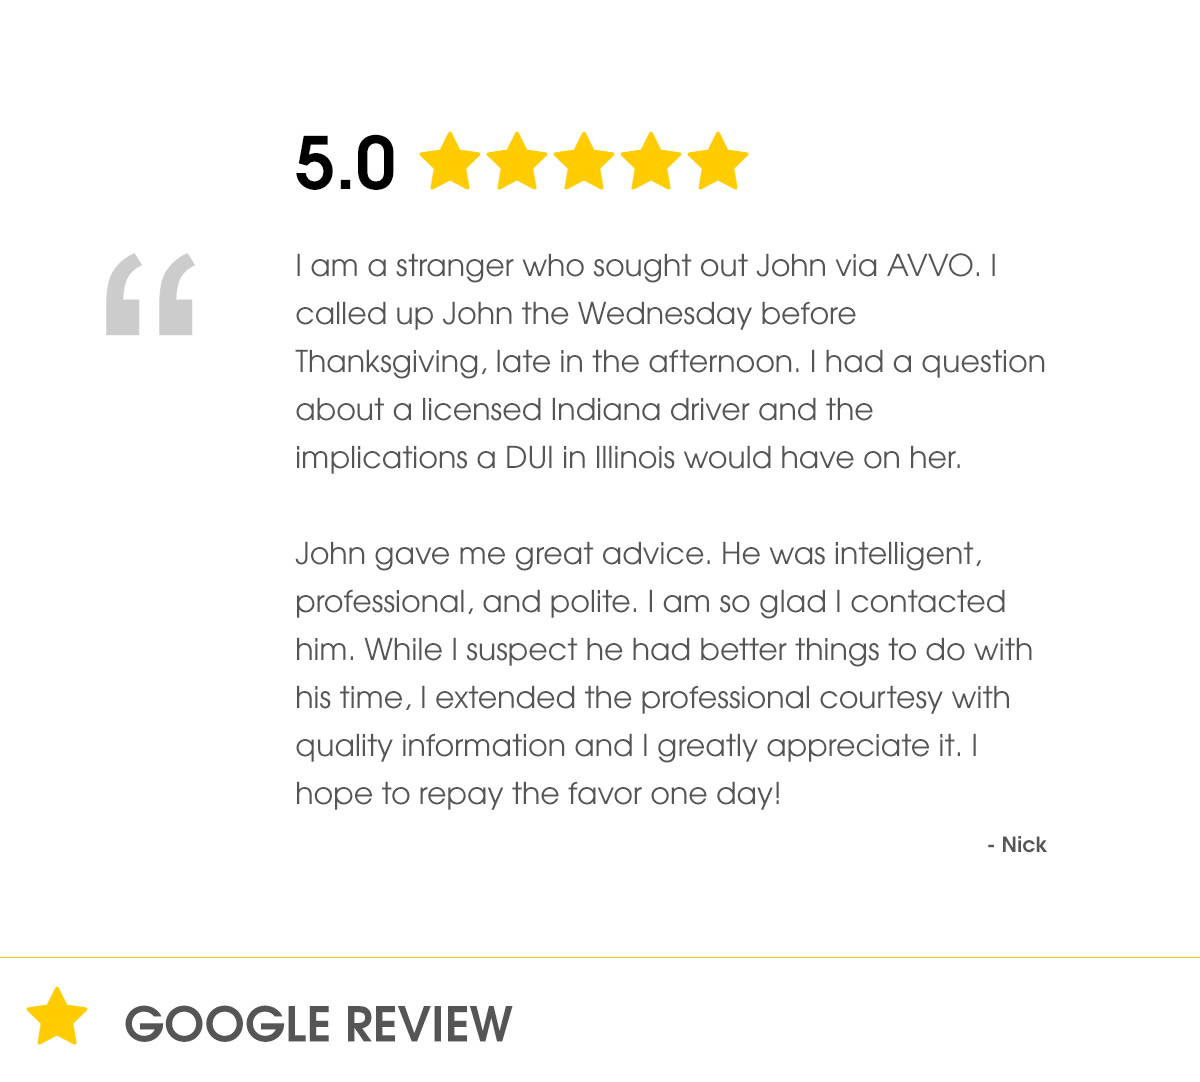 5.0
“
I am a stranger who sought out John via AVVO. I
called up John the Wednesday before
Thanksgiving, late in the afternoon. I had a question
about a licensed Indiana driver and the
implications a DUI in Illinois would have on her.
John gave me great advice. He was intelligent,
professional, and polite. I am so glad I contacted
him. While I suspect he had better things to do with
his time, I extended the professional courtesy with
quality information and I greatly appreciate it. I
hope to repay the favor one day!
- Nick
GOOGLE REVIEW